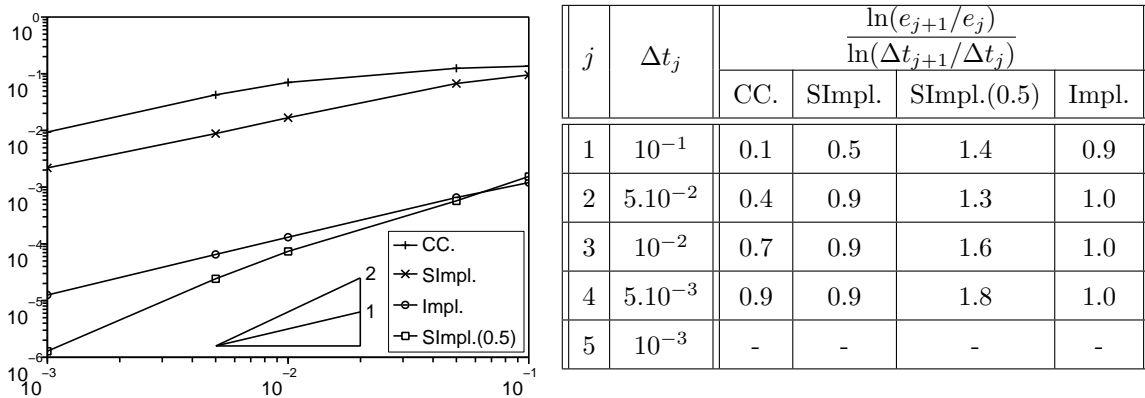 10^0
10^−1
10^−2
10^−3
10^−4
10^−5
10^−6
10^−3 10^−2 10^−1
CC.
SImpl.
Impl.
SImpl.(0.5)
2
1
j Δt_j ln(e_{j+1}/e_j)
ln(Δt_{j+1}/Δt_j)
CC. SImpl. SImpl.(0.5) Impl.
1 10^−1 0.1 0.5 1.4 0.9
2 5.10^−2 0.4 0.9 1.3 1.0
3 10^−2 0.7 0.9 1.6 1.0
4 5.10^−3 0.9 0.9 1.8 1.0
5 10^−3 - - - -